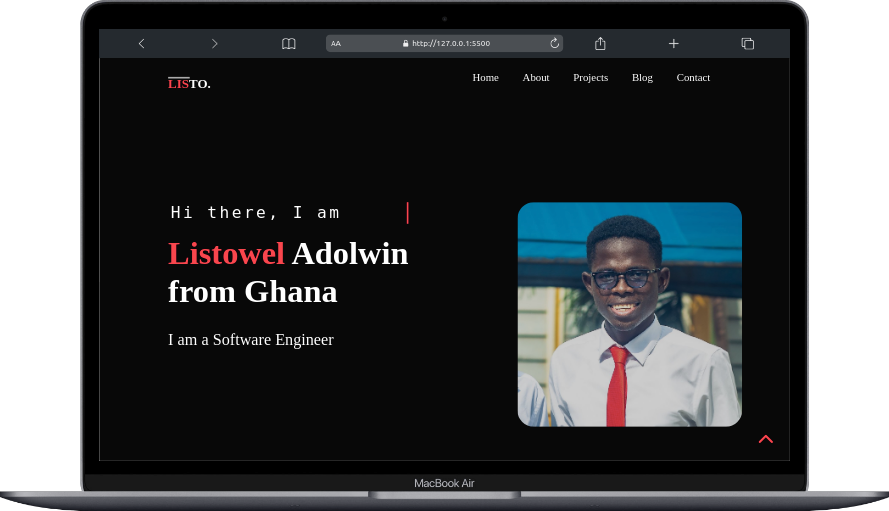 AA http://127.0.0.1:5500
LISTO.
Home About Projects Blog Contact
Hi there, I am
Listowel Adolwin
from Ghana
I am a Software Engineer
MacBook Air